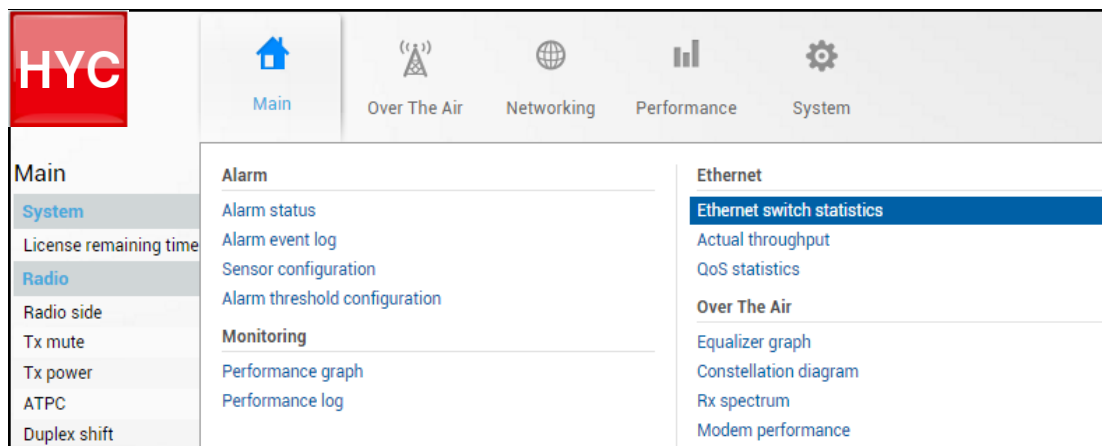 HYC
Main
Over The Air
Networking
Performance
System
Main
System
License remaining time
Radio
Radio side
Tx mute
Tx power
ATPC
Duplex shift
Alarm
Alarm status
Alarm event log
Sensor configuration
Alarm threshold configuration
Monitoring
Performance graph
Performance log
Ethernet
Ethernet switch statistics
Actual throughput
QoS statistics
Over The Air
Equalizer graph
Constellation diagram
Rx spectrum
Modem performance